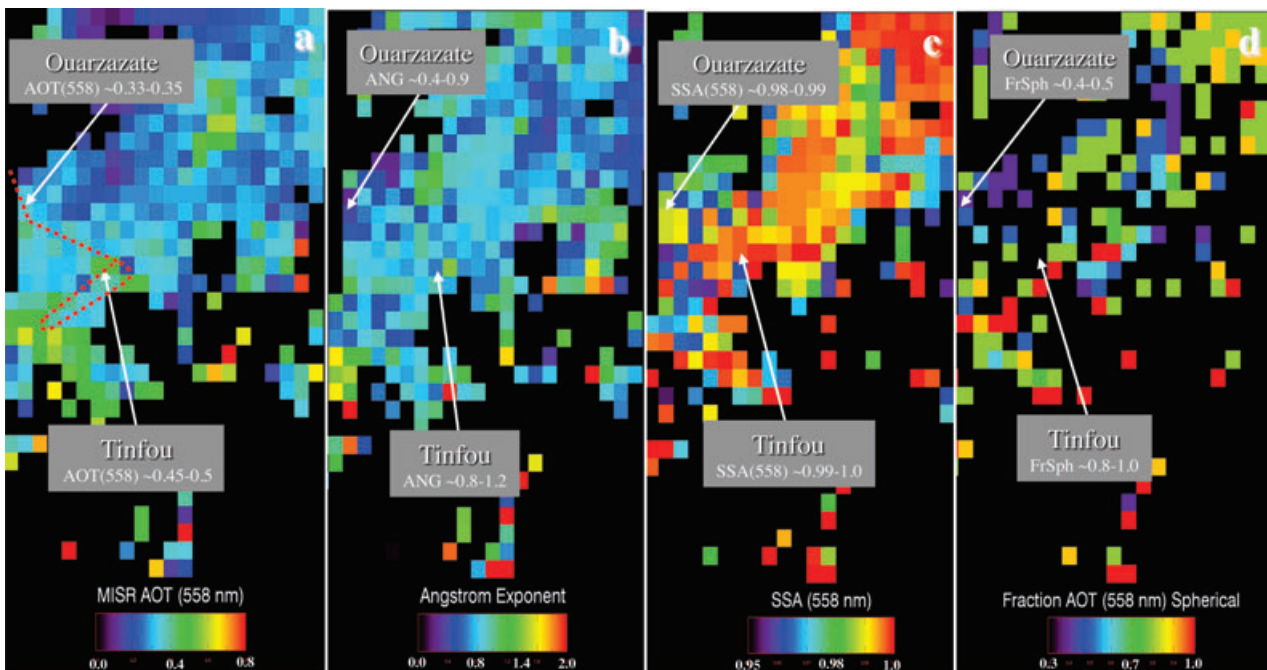 a
Ouarzazate
AOT(558) ~0.33-0.35
Tinfou
AOT(558) ~0.45-0.5
MISR AOT (558 nm)
0.0 0.4 0.8
b
Ouarzazate
ANG ~0.4-0.9
Tinfou
ANG ~0.8-1.2
Angstrom Exponent
0.0 0.8 1.4 2.0
c
Ouarzazate
SSA(558) ~0.98-0.99
Tinfou
SSA(558) ~0.99-1.0
SSA (558 nm)
0.95 0.98 1.0
d
Ouarzazate
FrSph ~0.4-0.5
Tinfou
FrSph ~0.8-1.0
Fraction AOT (558 nm) Spherical
0.3 0.7 1.0